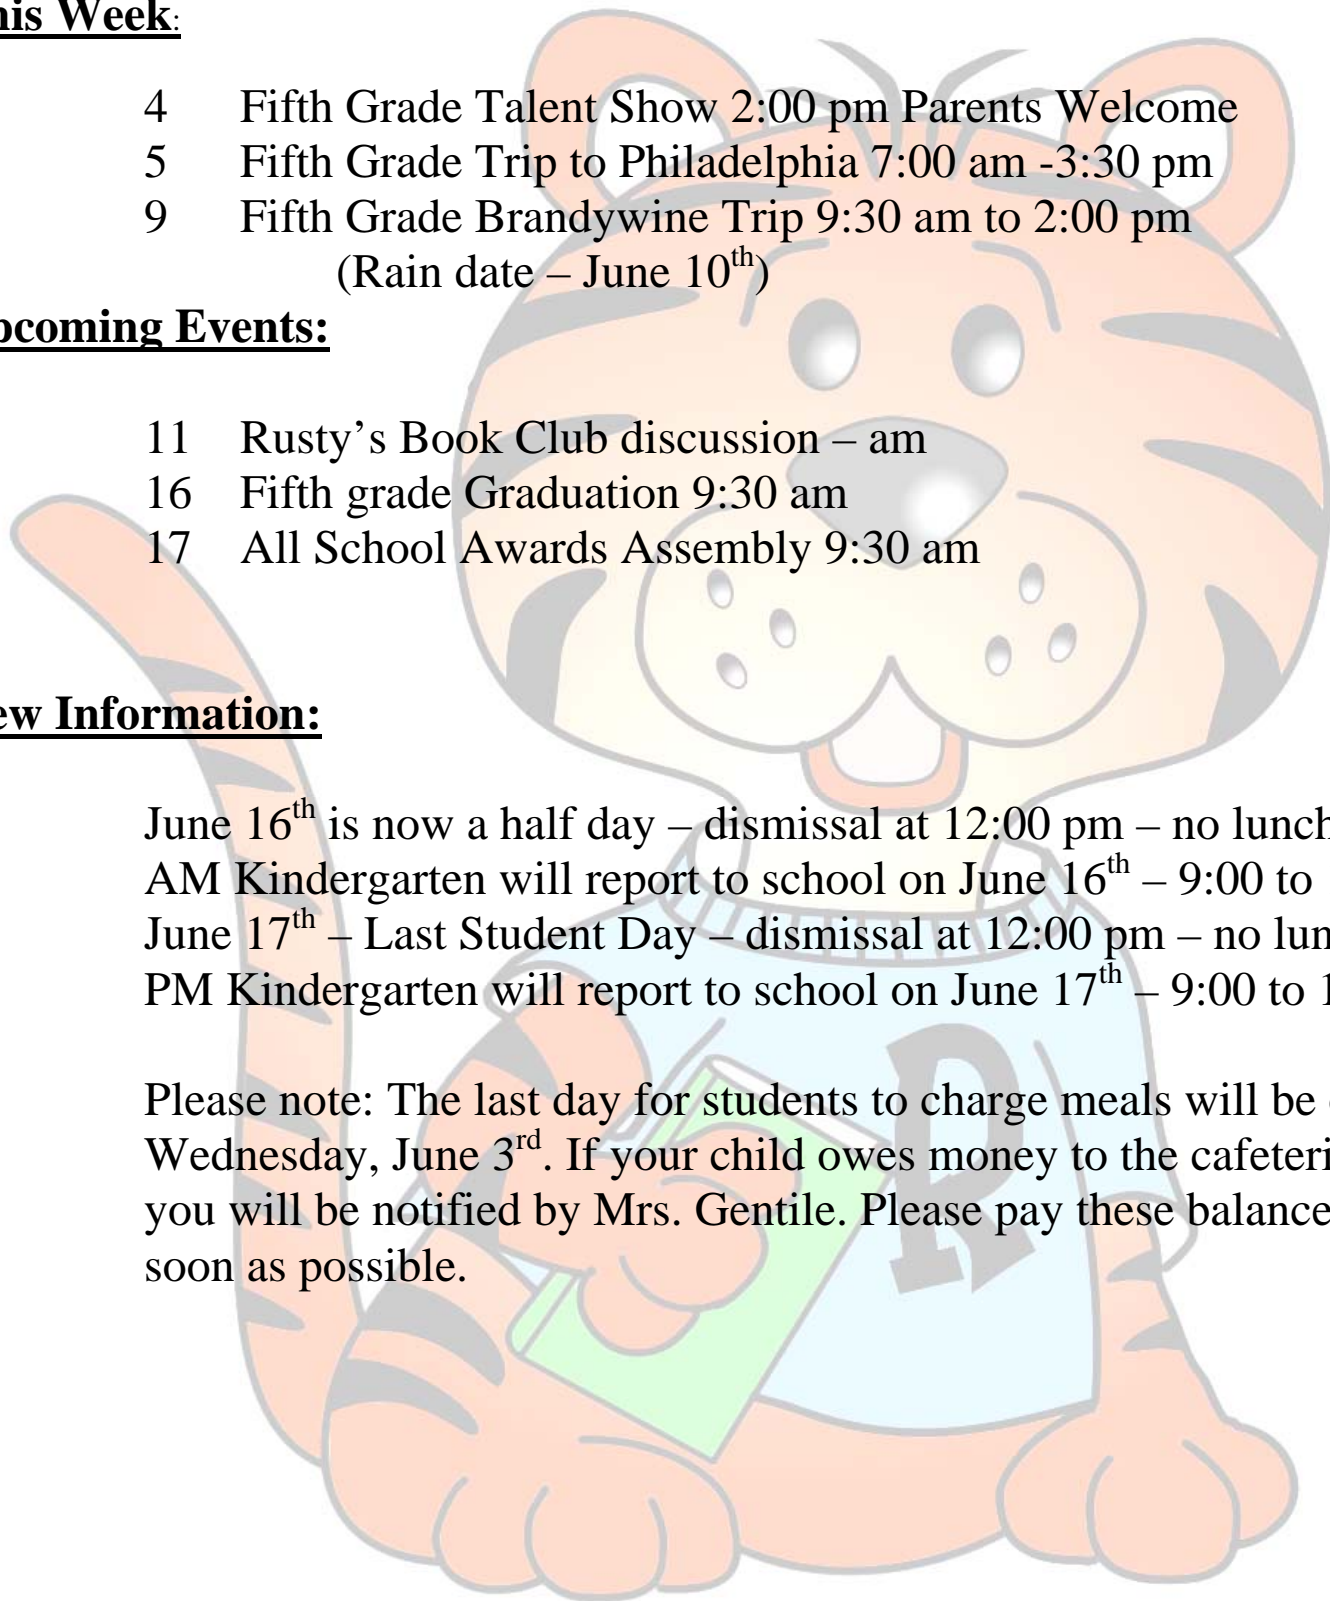 his Week:
4 Fifth Grade Talent Show 2:00 pm Parents Welcome
5 Fifth Grade Trip to Philadelphia 7:00 am -3:30 pm
9 Fifth Grade Brandywine Trip 9:30 am to 2:00 pm
(Rain date – June 10th)
pcoming Events:
11 Rusty’s Book Club discussion – am
16 Fifth grade Graduation 9:30 am
17 All School Awards Assembly 9:30 am
ew Information:
June 16th is now a half day – dismissal at 12:00 pm – no lunch
AM Kindergarten will report to school on June 16th – 9:00 to
June 17th – Last Student Day – dismissal at 12:00 pm – no lun
PM Kindergarten will report to school on June 17th – 9:00 to 1
Please note: The last day for students to charge meals will be
Wednesday, June 3rd. If your child owes money to the cafeteri
you will be notified by Mrs. Gentile. Please pay these balance
soon as possible.
R